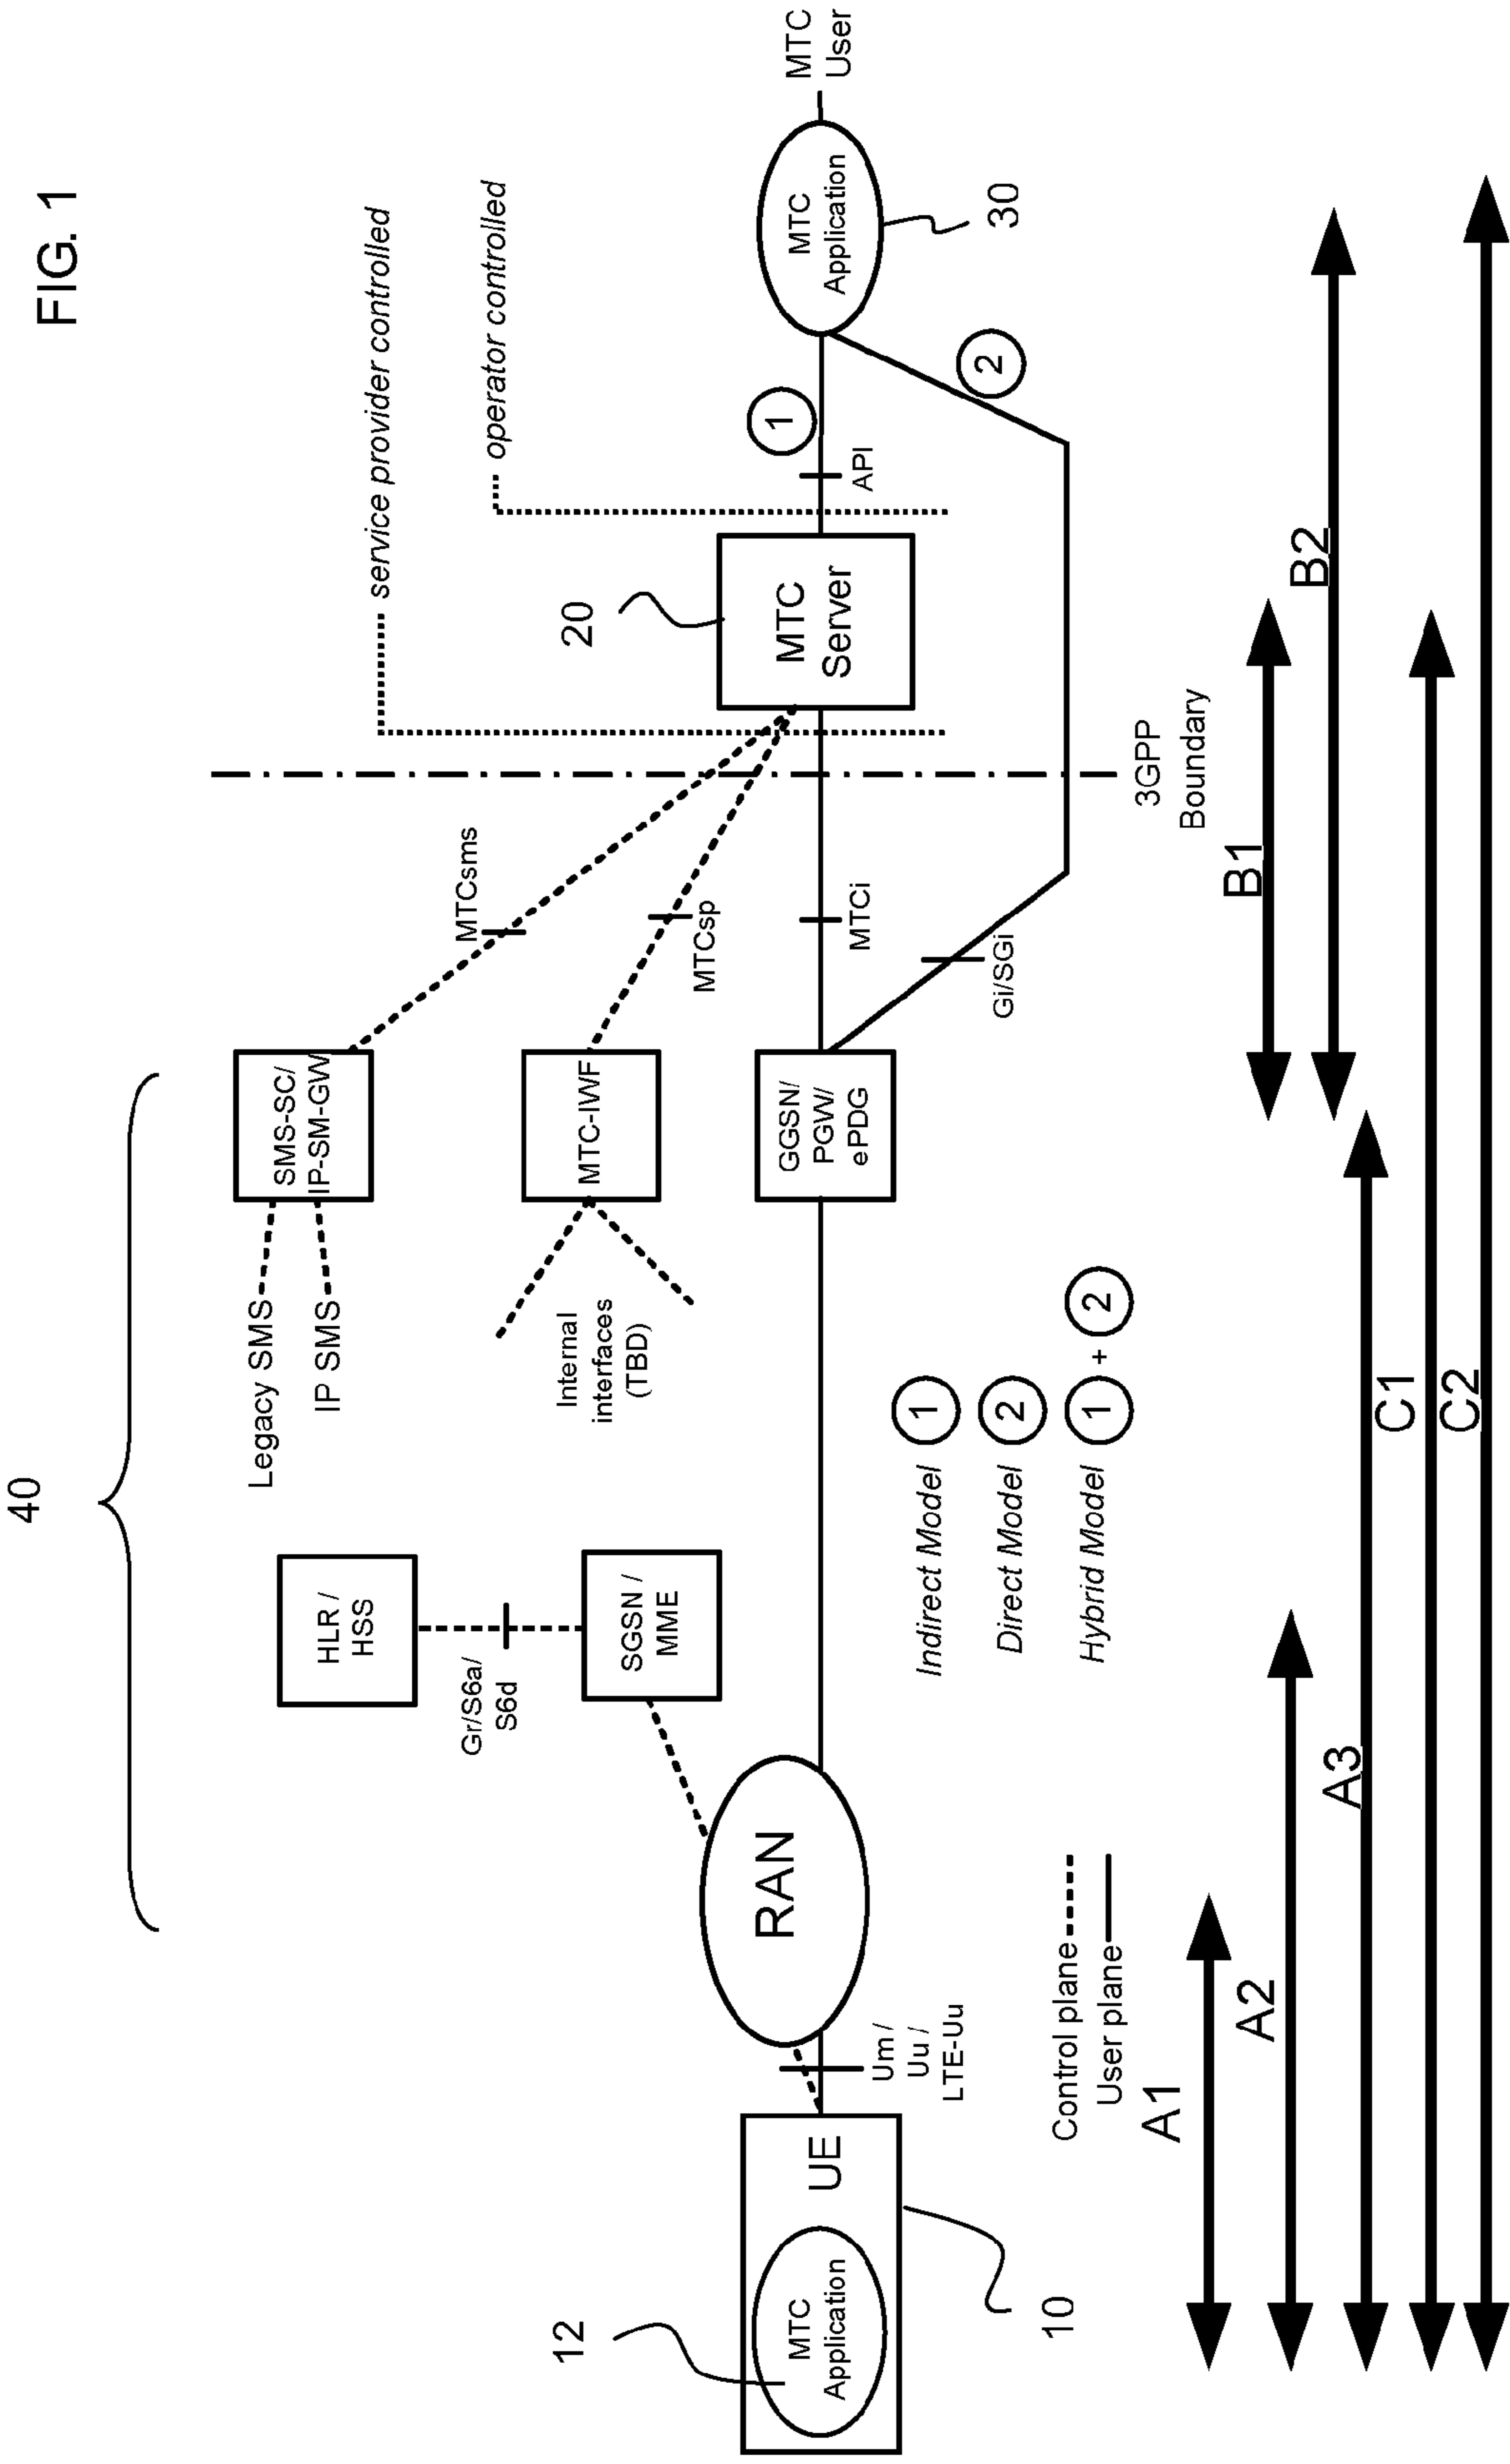 FIG. 1
40
service provider controlled
operator controlled
Legacy SMS
IP SMS
SMS-SC/
IP-SM-GW
MTCsms
HLR /
HSS
Gr/S6a/
S6d
SGSN /
MME
Internal
interfaces
(TBD)
MTC-IWF
MTCsp
12
MTC
Application
UE
10
Um /
Uu /
LTE-Uu
RAN
GGSN/
PGW/
ePDG
MTCi
Gi/SGi
20
MTC
Server
API
1
2
MTC
Application
30
MTC
User
3GPP
Boundary
Indirect Model 1
Direct Model 2
Hybrid Model 1 + 2
Control plane
User plane
A1
A2
A3
B1
B2
C1
C2